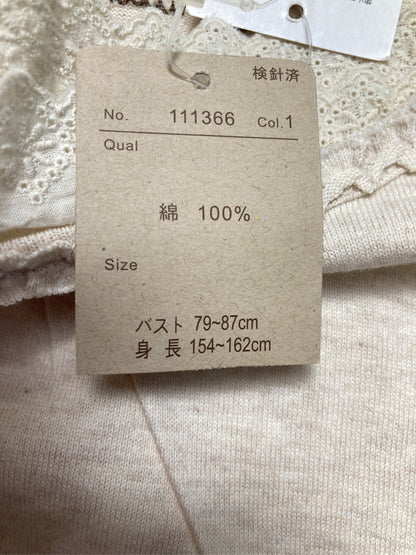 検針済
No. 111366 Col.1
Qual
綿 100%
Size
バスト 79~87cm
身長 154~162cm